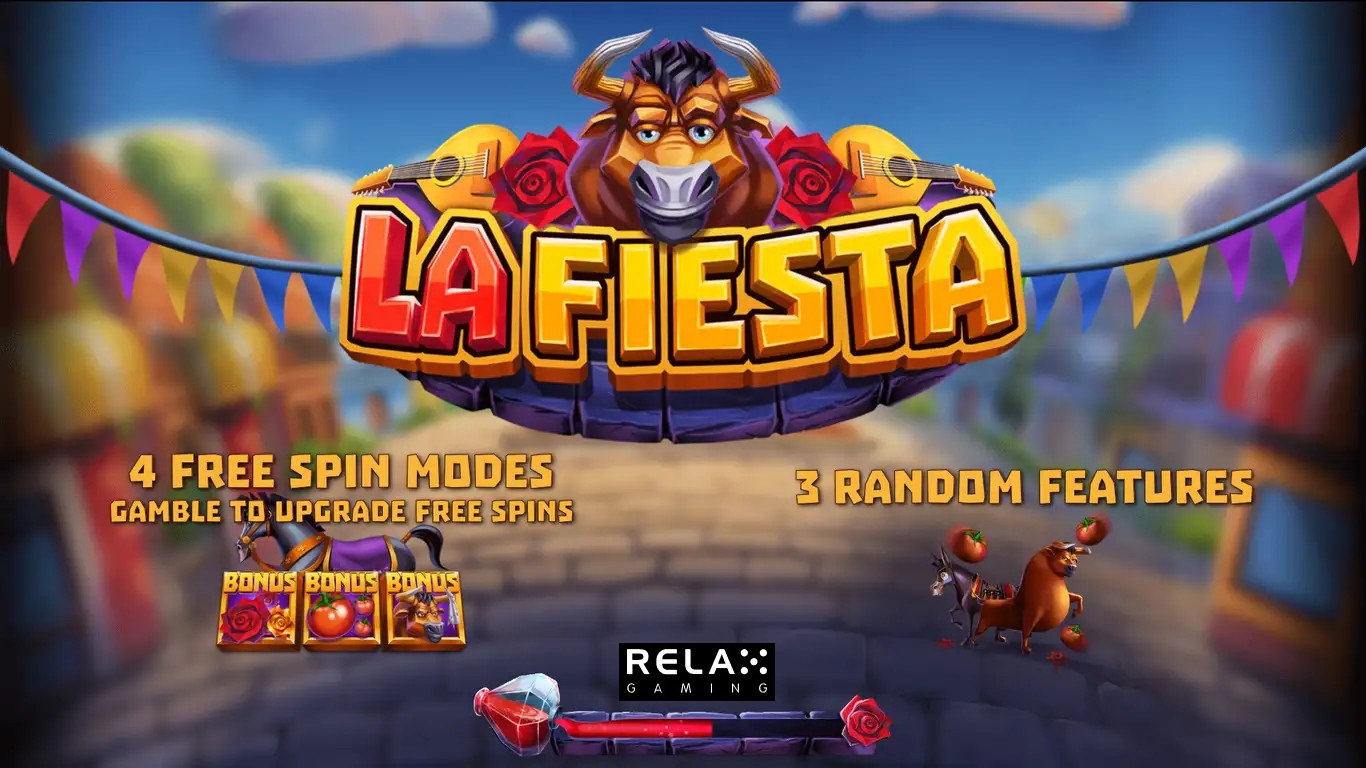 LA FIESTA
4 FREE SPIN MODES
GAMBLE TO UPGRADE FREE SPINS
BONUS BONUS BONUS
3 RANDOM FEATURES
RELAX
GAMING